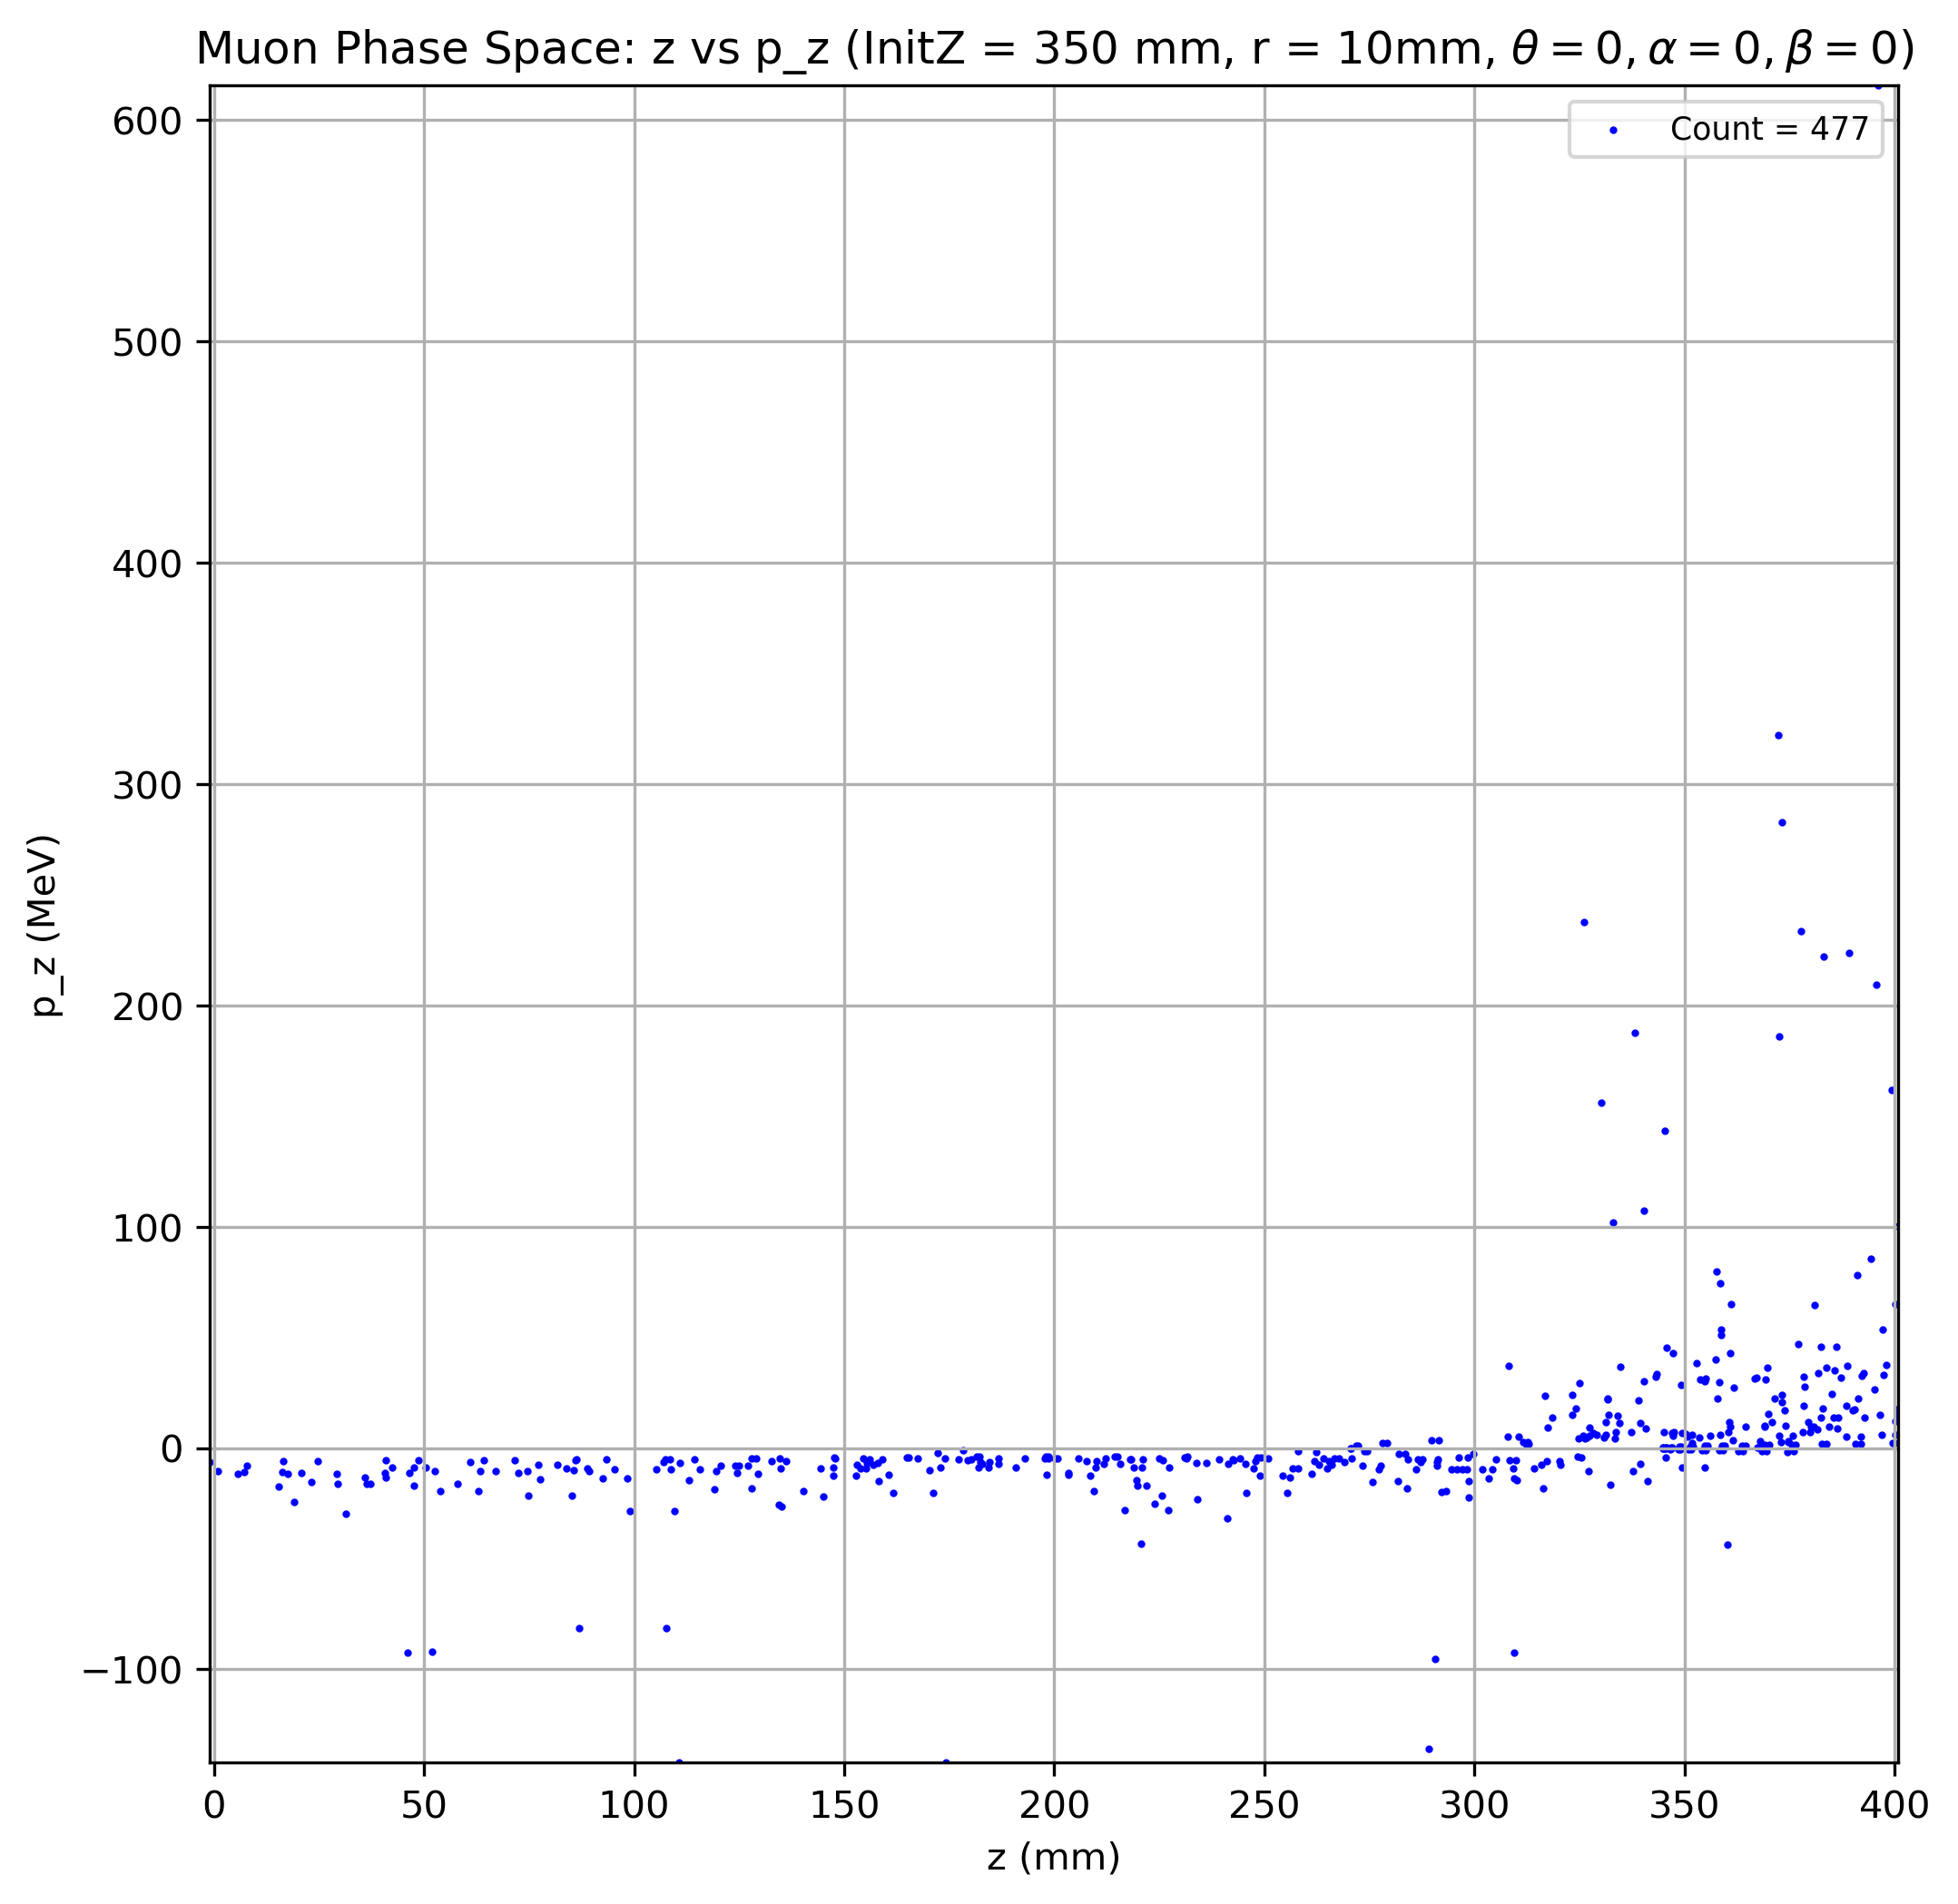 Muon Phase Space: z vs p_z (InitZ = 350 mm, r = 10mm, θ = 0, α = 0, β = 0)
Count = 477
600
500
400
300
200
100
0
−100
p_z (MeV)
0 50 100 150 200 250 300 350 400
z (mm)